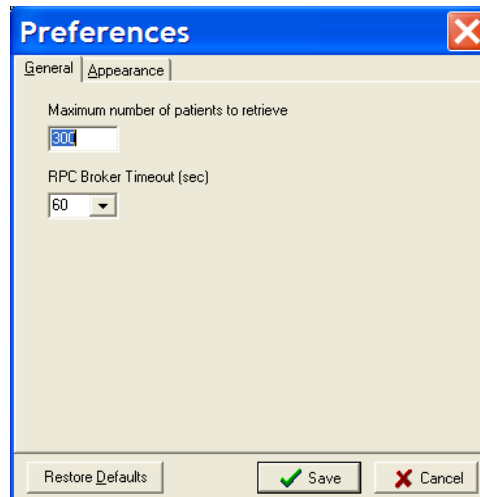 Preferences
General Appearance
Maximum number of patients to retrieve
300
RPC Broker Timeout (sec)
60
Restore Defaults Save Cancel